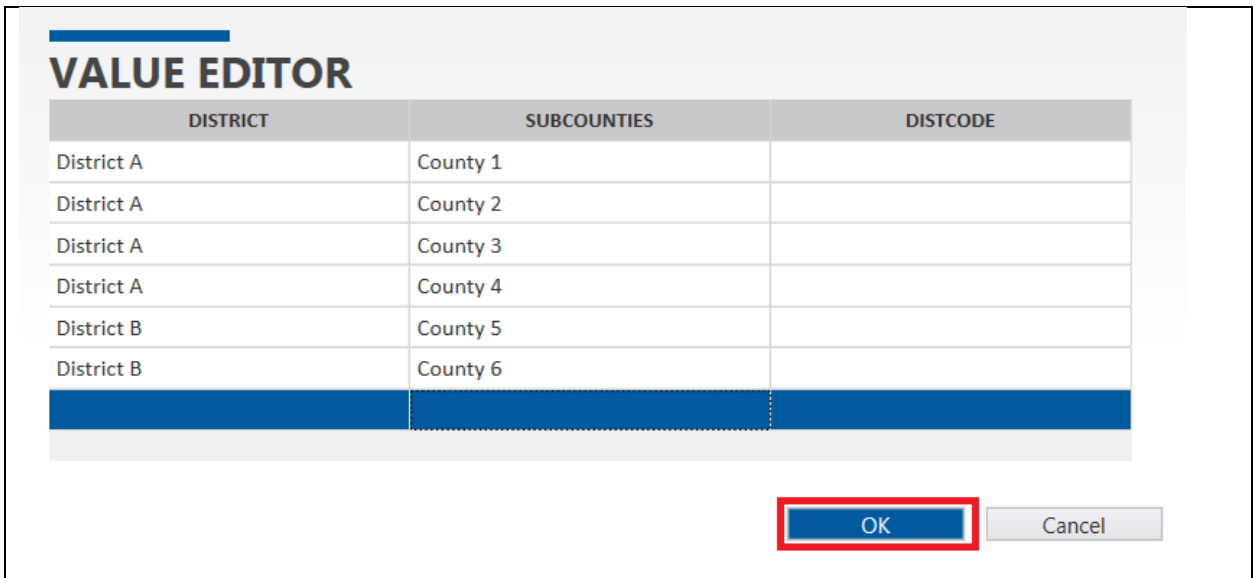 VALUE EDITOR
DISTRICT SUBCOUNTIES DISTCODE
District A County 1
District A County 2
District A County 3
District A County 4
District B County 5
District B County 6
OK Cancel